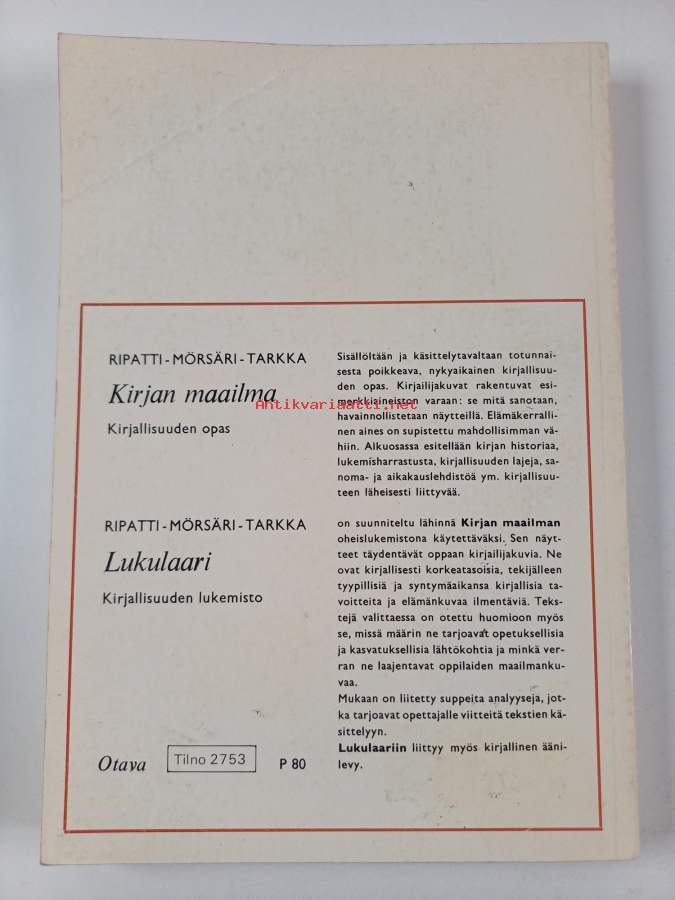 RIPATTI-MÖRSÄRI-TARKKA
Kirjan maailma
Kirjallisuuden opas
Sisällöltään ja käsittelytavaltaan totunnai-
sesta poikkeava, nykyaikainen kirjallisuu-
den opas. Kirjailijakuvat rakentuvat esi-
merkkiaineiston varaan: se mitä sanotaan,
havainnollistetaan näytteillä. Elämäkerralli-
nen aines on supistettu mahdollisimman vä-
hiin. Alkuosassa esitellään kirjan historiaa,
lukemisharrastusta, kirjallisuuden lajeja, sa-
noma- ja aikakauslehdistöä ym. kirjallisuu-
teen läheisesti liittyvää.
Antikvariaatti.net
RIPATTI-MÖRSÄRI-TARKKA
Lukulaari
Kirjallisuuden lukemisto
on suunniteltu lähinnä Kirjan maailman
oheislukemistona käytettäväksi. Sen näyt-
teet täydentävät oppaan kirjailijakuvia. Ne
ovat kirjallisesti korkeatasoisia, tekijälleen
tyypillisiä ja syntymäaikansa kirjallisia ta-
voitteita ja elämänkuvaa ilmentäviä. Teks-
tejä valittaessa on otettu huomioon myös
se, missä määrin ne tarjoavat opetuksellisia
ja kasvatuksellisia lähtökohtia ja minkä ver-
ran ne laajentavat oppilaiden maailmanku-
vaa.
Mukaan on liitetty suppeita analyyseja, jot-
ka tarjoavat opettajalle viitteitä tekstien kä-
sittelyyn.
Lukulaariin liittyy myös kirjallinen ääni-
levy.
Otava
Tilno 2753
P 80